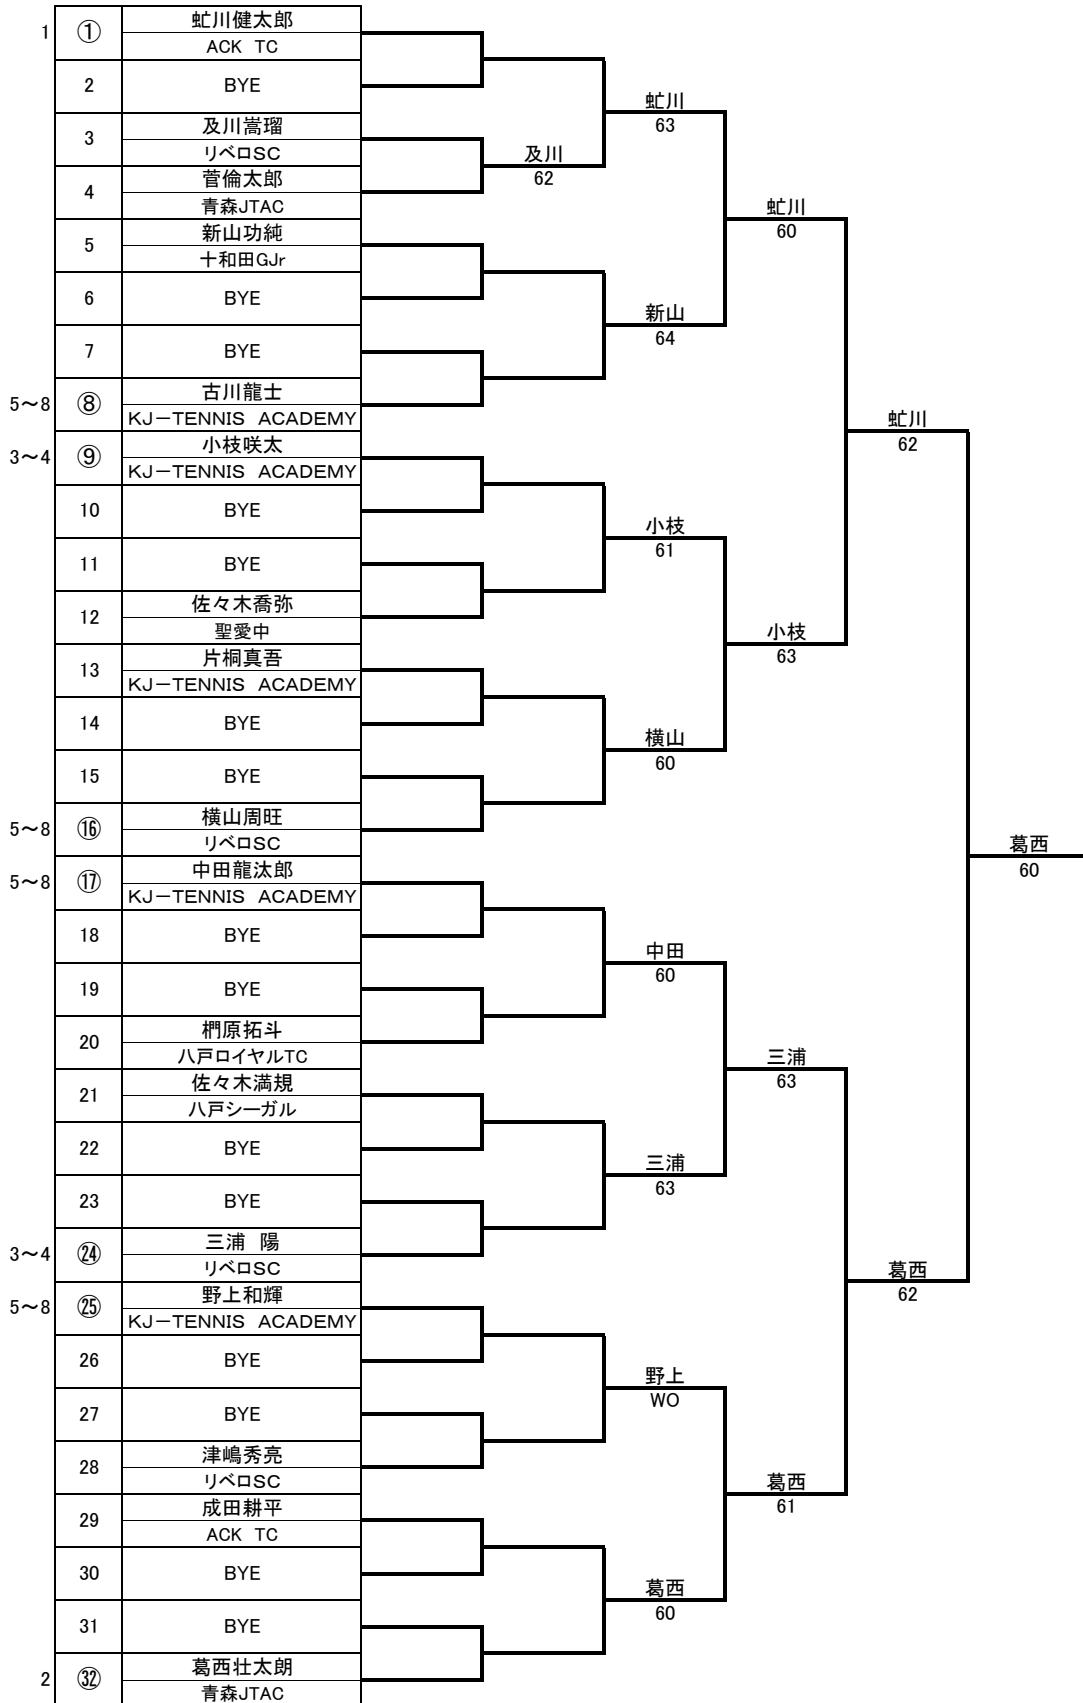 1
①
虻川健太郎
ACK TC
2
BYE
3
及川嵩瑠
リベロSC
4
菅倫太郎
青森JTAC
5
新山功純
十和田GJr
6
BYE
7
BYE
5～8
⑧
古川龍士
KJ－TENNIS ACADEMY
3～4
⑨
小枝咲太
KJ－TENNIS ACADEMY
10
BYE
11
BYE
12
佐々木喬弥
聖愛中
13
片桐真吾
KJ－TENNIS ACADEMY
14
BYE
15
BYE
5～8
⑯
横山周旺
リベロSC
5～8
⑰
中田龍汰郎
KJ－TENNIS ACADEMY
18
BYE
19
BYE
20
椚原拓斗
八戸ロイヤルTC
21
佐々木満規
八戸シーガル
22
BYE
23
BYE
3～4
㉔
三浦 陽
リベロSC
5～8
㉕
野上和輝
KJ－TENNIS ACADEMY
26
BYE
27
BYE
28
津嶋秀亮
リベロSC
29
成田耕平
ACK TC
30
BYE
31
BYE
2
㉜
葛西壮太朗
青森JTAC
及川
62
虻川
63
新山
64
小枝
61
横山
60
中田
60
三浦
63
野上
WO
葛西
60
虻川
60
小枝
63
三浦
63
葛西
61
虻川
62
葛西
62
葛西
60